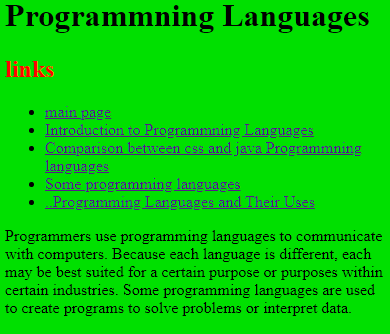 Programmning Languages
links
main page
Introduction to Programmning Languages
Comparison between css and java Programmning
languages
Some programming languages
..Programming Languages and Their Uses
Programmers use programming languages to communicate
with computers. Because each language is different, each
may be best suited for a certain purpose or purposes within
certain industries. Some programming languages are used
to create programs to solve problems or interpret data.